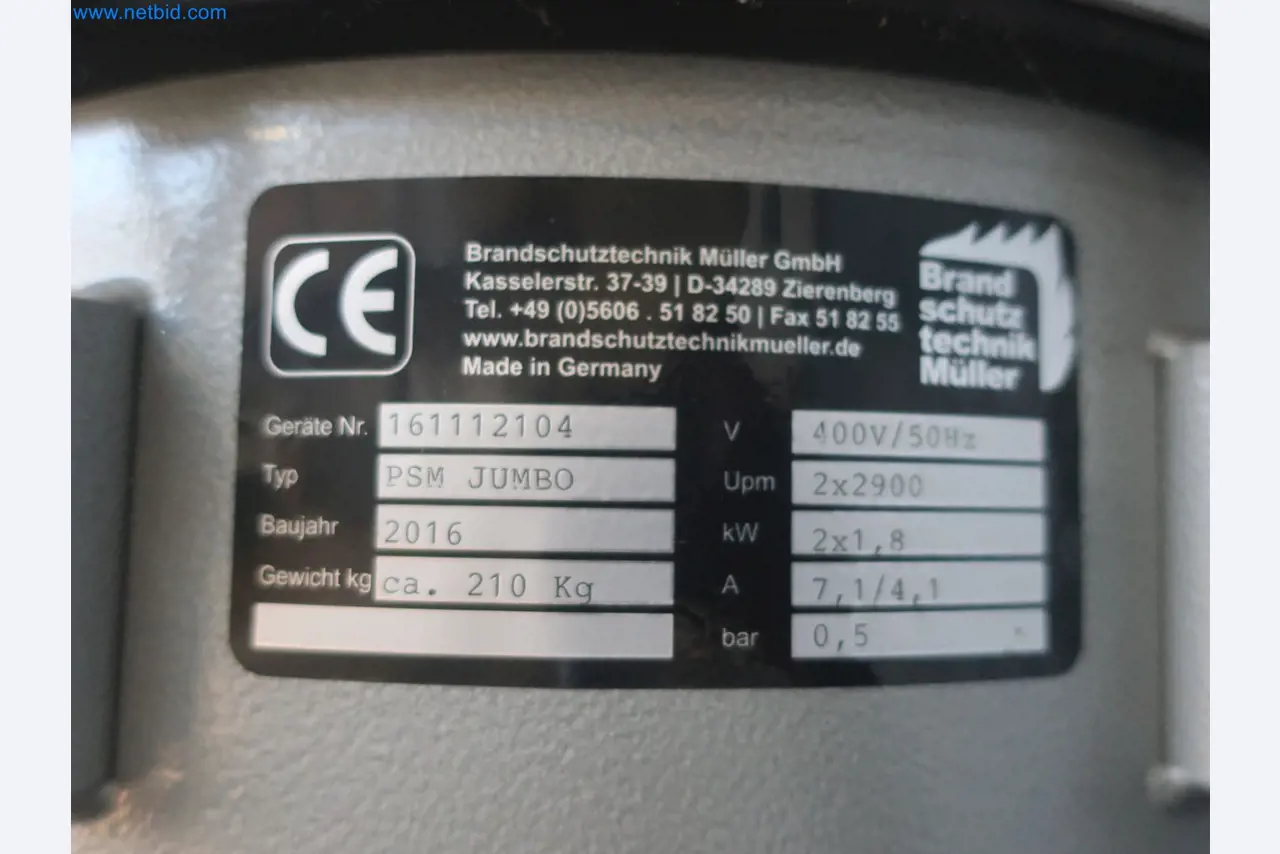 www.netbid.com
CE
Brandschutztechnik Müller GmbH
Kasselerstr. 37-39 | D-34289 Zierenberg
Tel. +49 (0)5606 . 51 82 50 | Fax 51 82 55
www.brandschutztechnikmueller.de
Made in Germany
Brand
schutz
technik
Müller
Geräte Nr. 161112104
Typ PSM JUMBO
Baujahr 2016
Gewicht kg ca. 210 Kg
V 400V/50Hz
Upm 2x2900
kW 2x1,8
A 7,1/4,1
bar 0,5